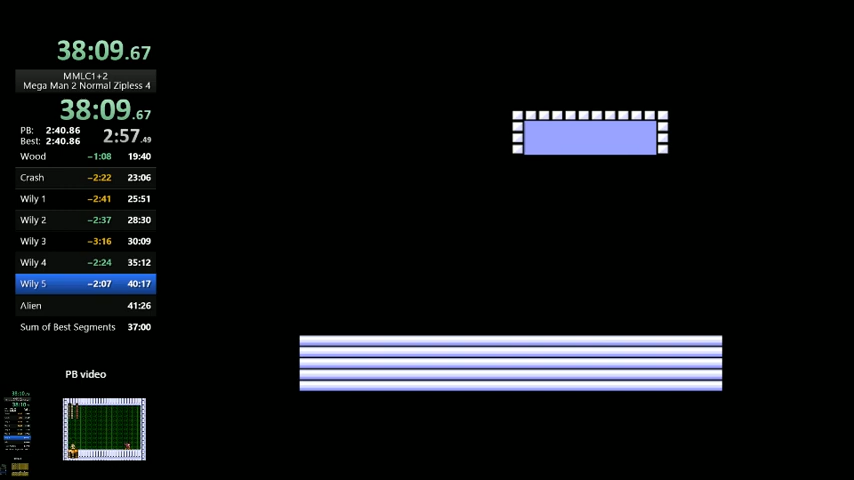 38:09.67
MMLC1+2
Mega Man 2 Normal Zipless 4
38:09.67
PB: 2:40.86 2:57.49
Best: 2:40.86
Wood −1:08 19:40
Crash −2:22 23:06
Wily 1 −2:41 25:51
Wily 2 −2:37 28:30
Wily 3 −3:16 30:09
Wily 4 −2:24 35:12
Wily 5 −2:07 40:17
Alien 41:26
Sum of Best Segments 37:00
PB video